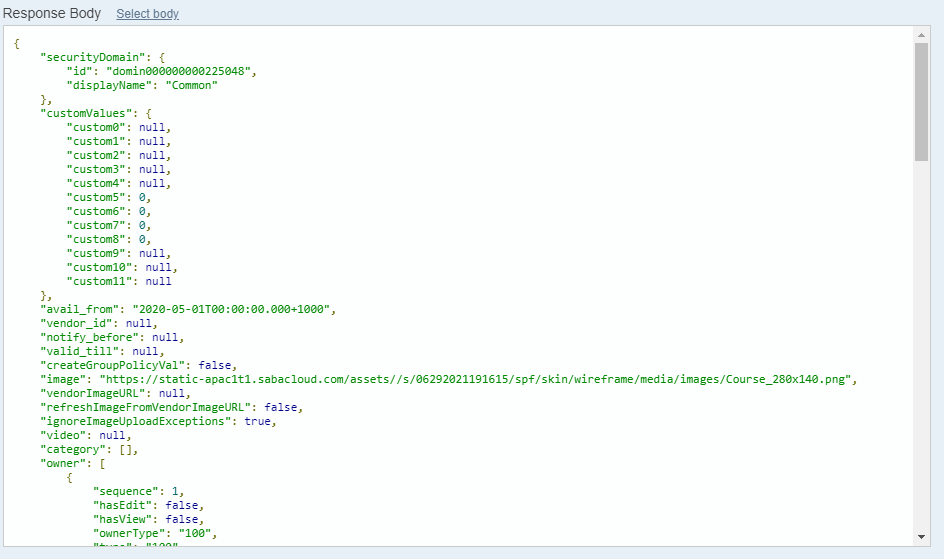 Response Body Select body
{
"securityDomain": {
"id": "domin000000000225048",
"displayName": "Common"
},
"customValues": {
"custom0": null,
"custom1": null,
"custom2": null,
"custom3": null,
"custom4": null,
"custom5": 0,
"custom6": 0,
"custom7": 0,
"custom8": 0,
"custom9": null,
"custom10": null,
"custom11": null
},
"avail_from": "2020-05-01T00:00:00.000+1000",
"vendor_id": null,
"notify_before": null,
"valid_till": null,
"createGroupPolicyVal": false,
"image": "https://static-apac1t1.sabacloud.com/assets//s/06292021191615/spf/skin/wireframe/media/images/Course_280x140.png",
"vendorImageURL": null,
"refreshImageFromVendorImageURL": false,
"ignoreImageUploadExceptions": true,
"video": null,
"category": [],
"owner": [
{
"sequence": 1,
"hasEdit": false,
"hasView": false,
"ownerType": "100",